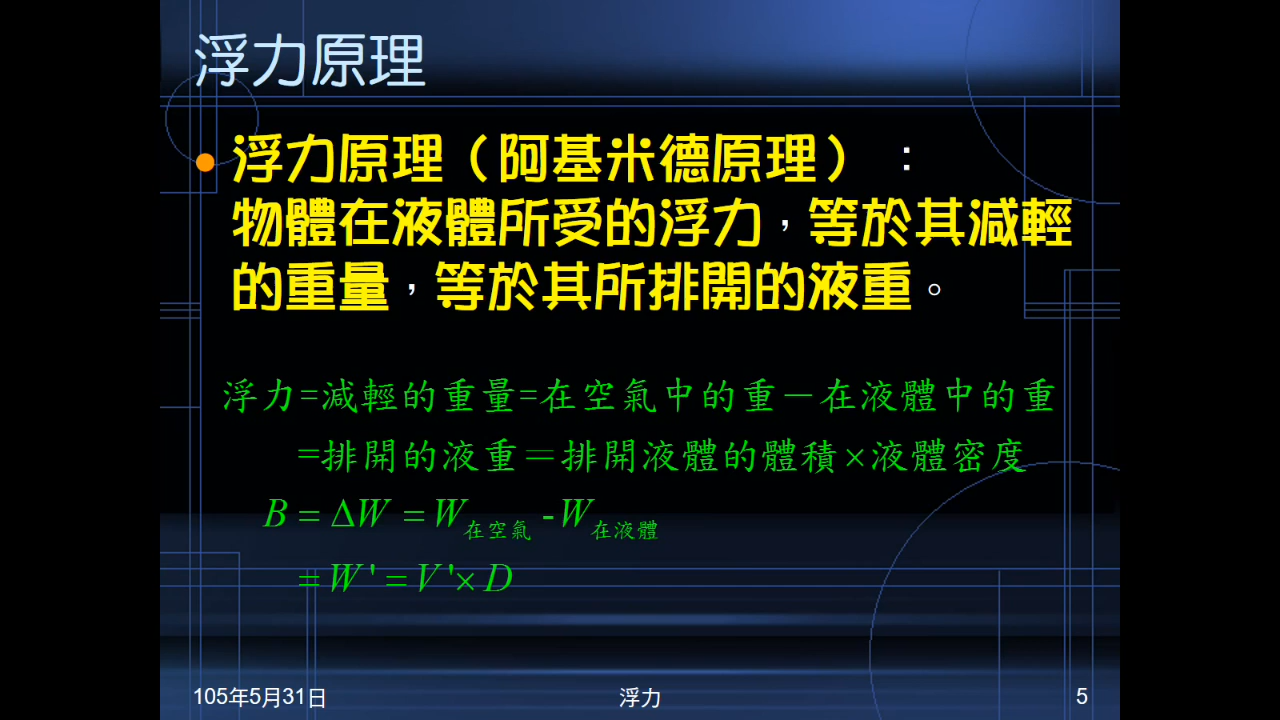 浮力原理
浮力原理（阿基米德原理）：
物體在液體所受的浮力，等於其減輕
的重量，等於其所排開的液重。
浮力=減輕的重量=在空氣中的重－在液體中的重
=排開的液重＝排開液體的體積×液體密度
B = ΔW = W在空氣 - W在液體
= W' = V'× D
105年5月31日
浮力
5